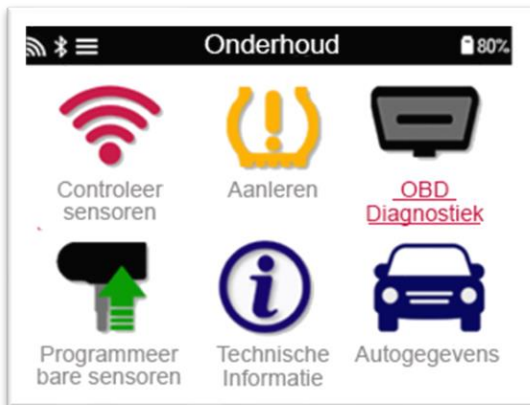 Onderhoud
80%
Controleer
sensoren
Aanleren
OBD
Diagnostiek
Programmeer
bare sensoren
Technische
Informatie
Autogegevens